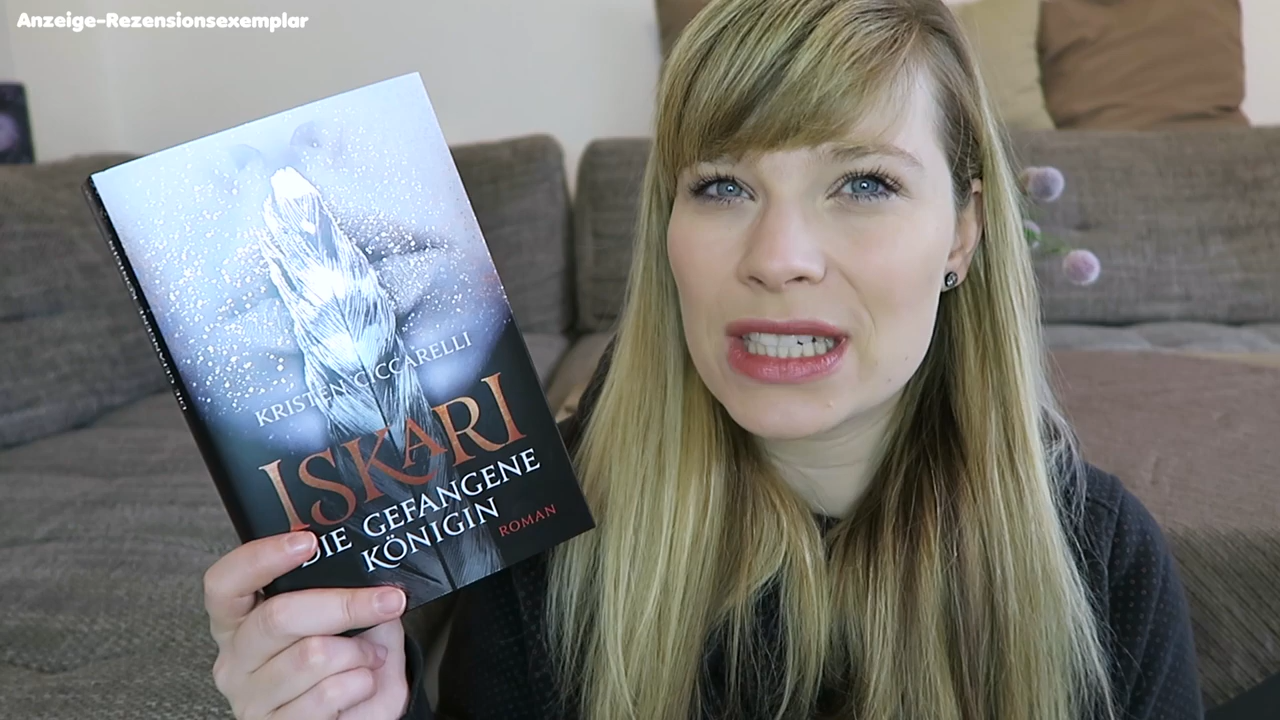 Anzeige-Rezensionsexemplar
KRISTEN CICCARELLI
ISKARI
DIE GEFANGENE
KÖNIGIN
ROMAN